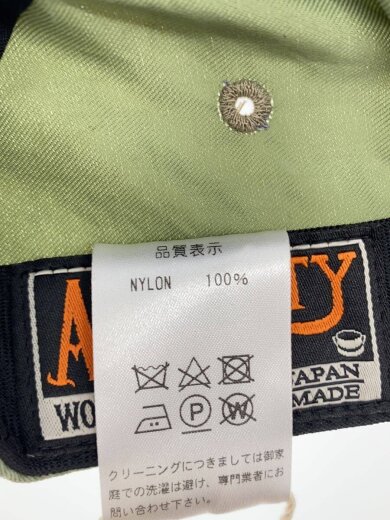 品質表示
NYLON 100%
A TY
P W
WO JAPAN
MADE
クリーニングにつきましては御家
庭での洗濯は避け、専門業者にお
問い合わせ下さい。